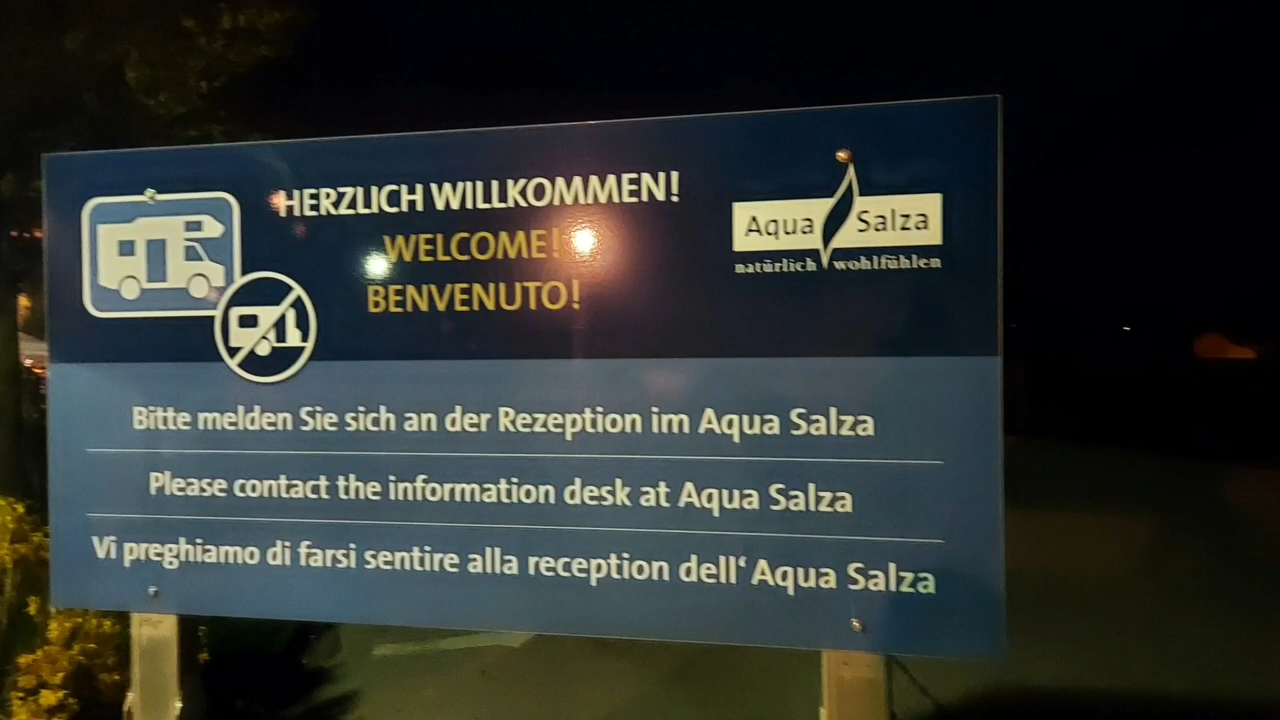 HERZLICH WILLKOMMEN!
WELCOME!
BENVENUTO!
Aqua Salza
natürlich wohlfühlen
Bitte melden Sie sich an der Rezeption im Aqua Salza
Please contact the information desk at Aqua Salza
Vi preghiamo di farsi sentire alla reception dell‘ Aqua Salza